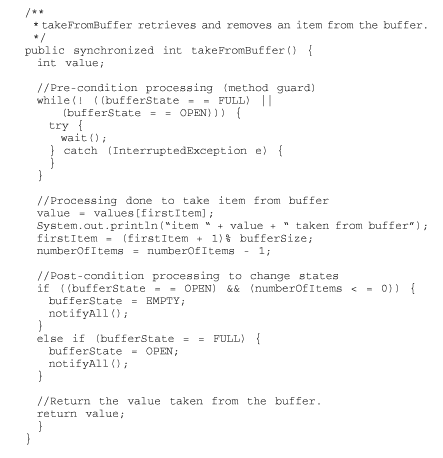 /**
 * takeFromBuffer retrieves and removes an item from the buffer.
 */
public synchronized int takeFromBuffer() {
  int value;
  //Pre-condition processing (method guard)
  while(! ((bufferState = = FULL) ||
      (bufferState = = OPEN))) {
    try {
      wait();
    } catch (InterruptedException e) {
    }
  }
  //Processing done to take item from buffer
  value = values[firstItem];
  System.out.println(“item “ + value + “ taken from buffer”);
  firstItem = (firstItem + 1)% bufferSize;
  numberOfItems = numberOfItems - 1;
  //Post-condition processing to change states
  if ((bufferState = = OPEN) && (numberOfItems < = 0)) {
    bufferState = EMPTY;
    notifyAll();
  }
  else if (bufferState = = FULL) {
    bufferState = OPEN;
    notifyAll();
  }
  //Return the value taken from the buffer.
  return value;
  }
}